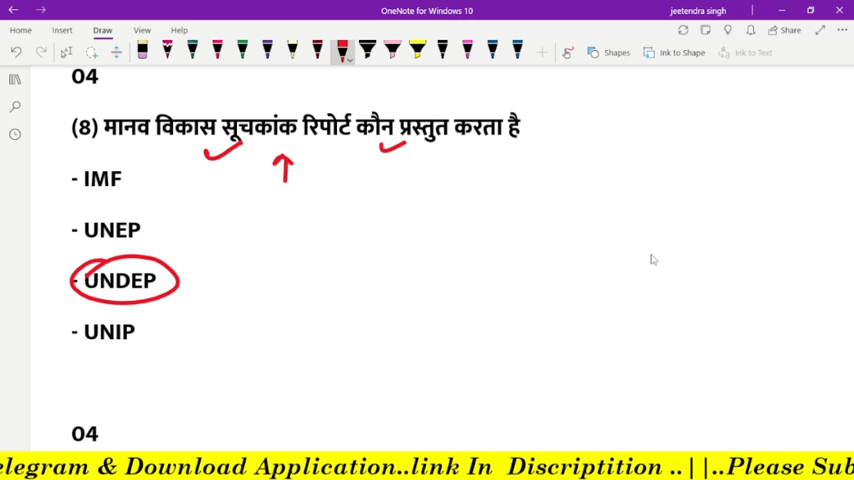 OneNote for Windows 10
jeetendra singh
Home Insert Draw View Help
Share
Shapes Ink to Shape Ink to Text
04
(8) मानव विकास सूचकांक रिपोर्ट कौन प्रस्तुत करता है
- IMF
- UNEP
- UNDEP
- UNIP
04
elegram & Download Application..link In Discriptition ..||..Please Sub